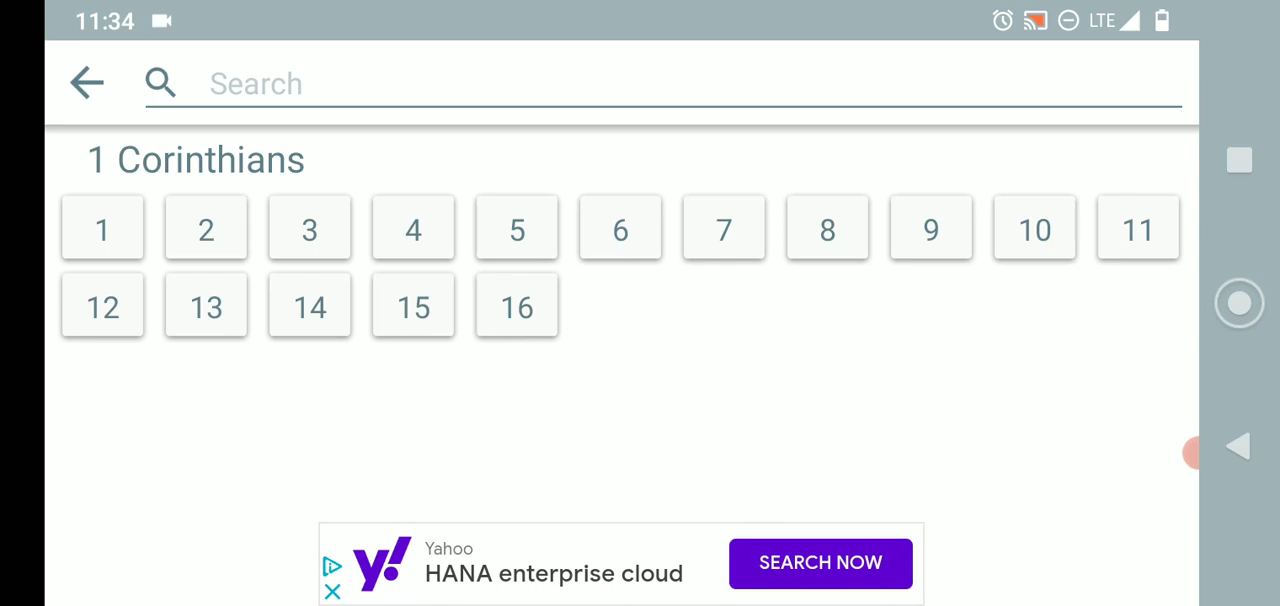 11:34 LTE
Search
1 Corinthians
1 2 3 4 5 6 7 8 9 10 11
12 13 14 15 16
y!
Yahoo
HANA enterprise cloud
SEARCH NOW